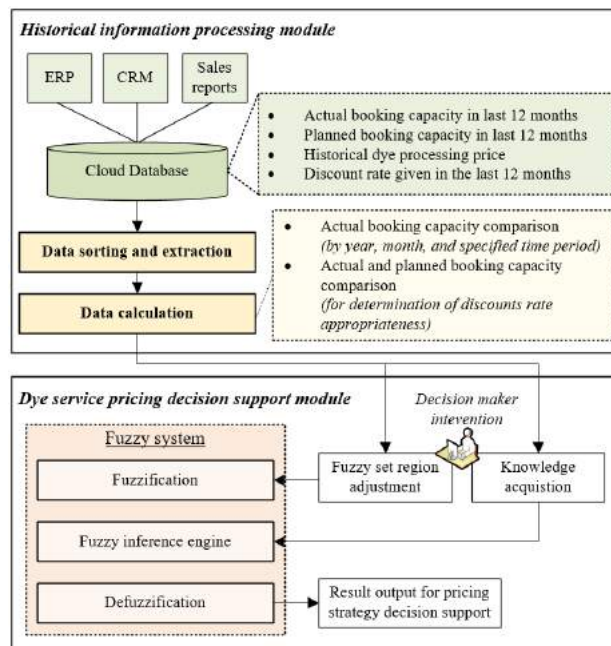 Historical information processing module
ERP
CRM
Sales
reports
Cloud Database
• Actual booking capacity in last 12 months
• Planned booking capacity in last 12 months
• Historical dye processing price
• Discount rate given in the last 12 months
Data sorting and extraction
Data calculation
• Actual booking capacity comparison
(by year, month, and specified time period)
• Actual and planned booking capacity
comparison
(for determination of discounts rate
appropriateness)
Dye service pricing decision support module
Decision maker
intevention
Fuzzy system
Fuzzification
Fuzzy set region
adjustment
Knowledge
acquistion
Fuzzy inference engine
Defuzzification
Result output for pricing
strategy decision support